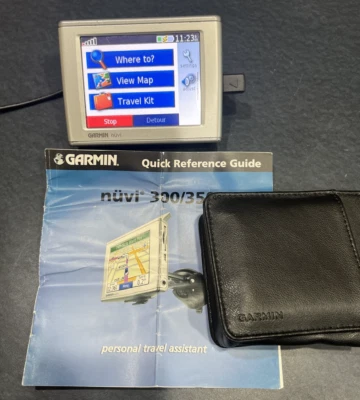 11:23
Where to?
View Map
Travel Kit
Stop
Detour
GARMIN nüvi
GARMIN Quick Reference Guide
nüvi 300/35
personal travel assistant
GARMIN